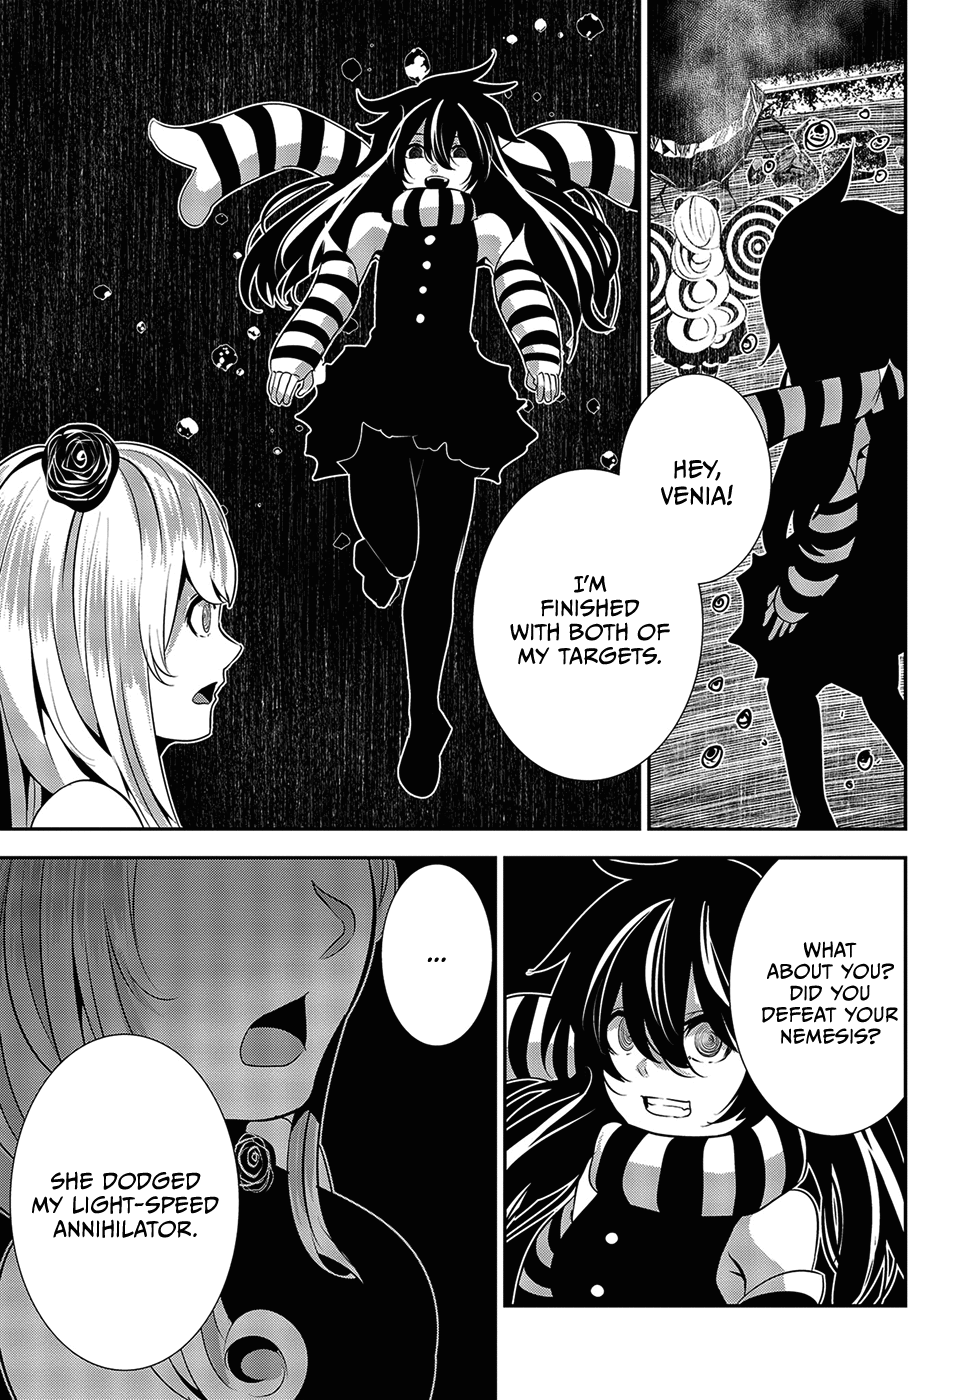 HEY,
VENIA!
I'M
FINISHED
WITH BOTH OF
MY TARGETS.
WHAT
ABOUT YOU?
DID YOU
DEFEAT YOUR
NEMESIS?
...
SHE DODGED
MY LIGHT-SPEED
ANNIHILATOR.